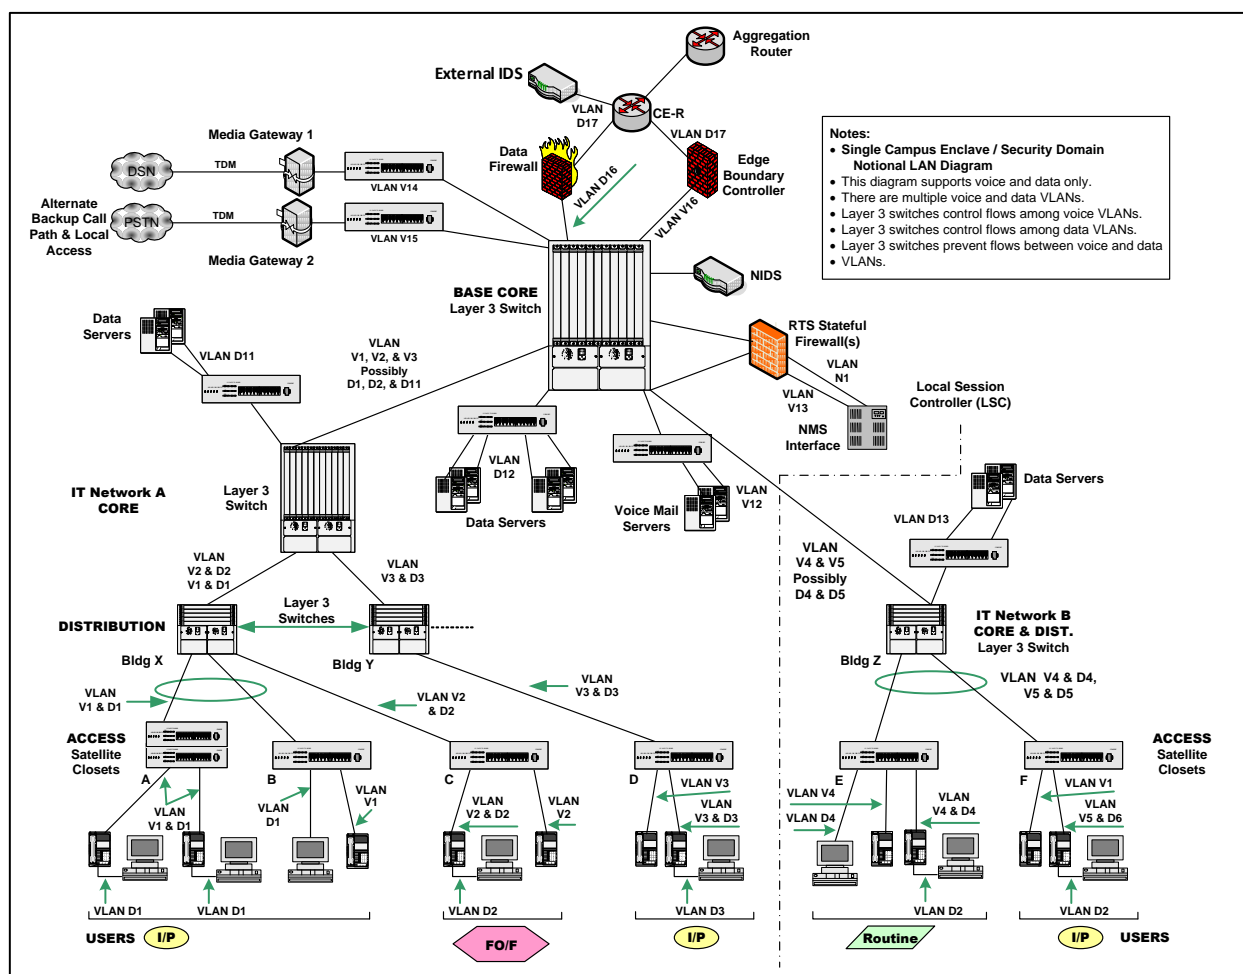 Aggregation
Router
External IDS
VLAN
D17
CE-R
VLAN D17
Data
Firewall
Edge
Boundary
Controller
VLAN D16
VLAN V16
Notes:
• Single Campus Enclave / Security Domain
Notional LAN Diagram
• This diagram supports voice and data only.
• There are multiple voice and data VLANs.
• Layer 3 switches control flows among voice VLANs.
• Layer 3 switches control flows among data VLANs.
• Layer 3 switches prevent flows between voice and data
• VLANs.
Media Gateway 1
DSN
TDM
VLAN V14
Alternate
Backup Call
Path & Local
Access
PSTN
TDM
VLAN V15
Media Gateway 2
BASE CORE
Layer 3 Switch
NIDS
RTS Stateful
Firewall(s)
VLAN
N1
VLAN
V13
NMS
Interface
Local Session
Controller (LSC)
Data
Servers
VLAN D11
VLAN
V1, V2, & V3
Possibly
D1, D2, & D11
VLAN
D12
Data Servers
Voice Mail
Servers
VLAN
V12
Data Servers
VLAN D13
IT Network A
CORE
Layer 3
Switch
VLAN
V4 & V5
Possibly
D4 & D5
VLAN
V2 & D2
V1 & D1
VLAN
V3 & D3
DISTRIBUTION
Layer 3
Switches
Bldg X
Bldg Y
Bldg Z
IT Network B
CORE & DIST.
Layer 3 Switch
VLAN
V1 & D1
VLAN V2
& D2
VLAN
V3 & D3
VLAN V4 & D4,
V5 & D5
ACCESS
Satellite
Closets
A
B
C
D
E
F
ACCESS
Satellite
Closets
VLAN
V1 & D1
VLAN
D1
VLAN
V1
VLAN
V2 & D2
VLAN
V2
VLAN V3
VLAN
V3 & D3
VLAN V4
VLAN D4
VLAN
V4 & D4
VLAN V1
VLAN
V5 & D6
VLAN D1
VLAN D1
VLAN D2
VLAN D3
VLAN D2
VLAN D2
USERS
I/P
FO/F
I/P
Routine
I/P
USERS